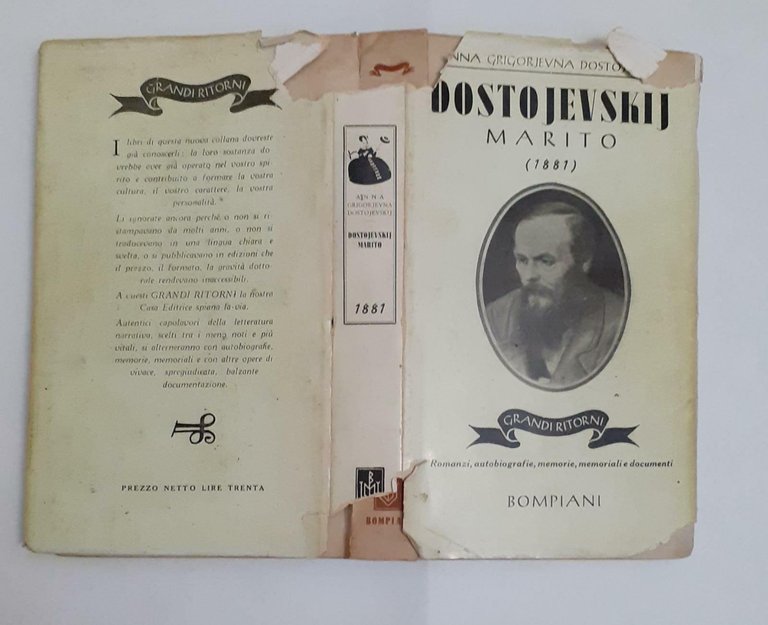 GRANDI RITORNI
I libri di questa nuova collana dovreste
già conoscerli: la loro sostanza do-
vrebbe aver già operato nel vostro spi-
rito e contribuito a formare la vostra
cultura, il vostro carattere, la vostra
personalità.
Li ignorate ancora perché o non si ri-
stampavano da molti anni, o non si
traducevano in una lingua chiara e
svelta, o si pubblicavano in edizioni che
il prezzo, il formato, la gravità dotto-
rale rendevano inaccessibili.
A questi GRANDI RITORNI la nostra
Casa Editrice spiana la via.
Autentici capolavori della letteratura
narrativa, scelti tra i meno noti e più
vitali, si alterneranno con autobiografie,
memorie, memoriali e con altre opere di
vivace, spregiudicata, balzante
documentazione.
PREZZO NETTO LIRE TRENTA
ANNA
GRIGORJEVNA
DOSTOJEVSKIJ
DOSTOJEVSKIJ
MARITO
1881
BOMPIA
NNA GRIGORJEVNA DOSTO
DOSTOJEVSKIJ
MARITO
(1881)
GRANDI RITORNI
Romanzi, autobiografie, memorie, memoriali e documenti
BOMPIANI